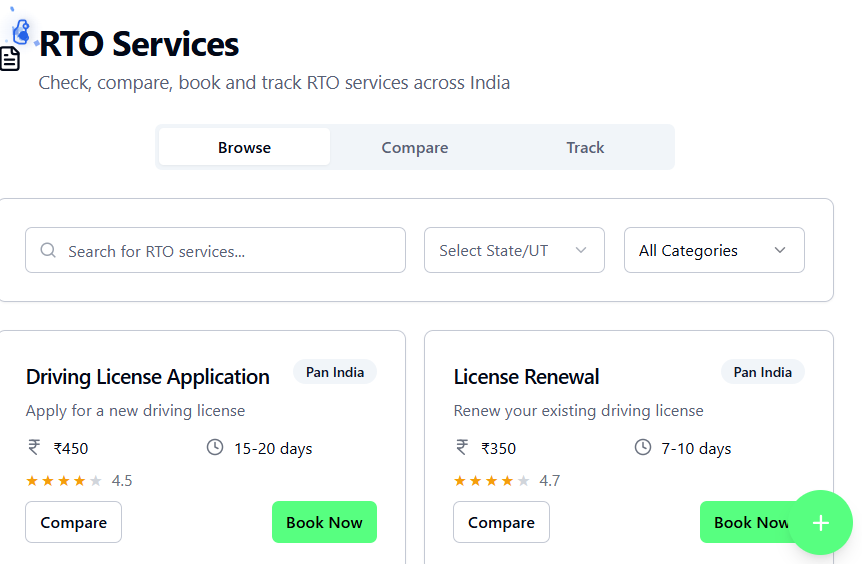 RTO Services
Check, compare, book and track RTO services across India
Browse Compare Track
Search for RTO services... Select State/UT All Categories
Driving License Application Pan India
Apply for a new driving license
₹ ₹450 15-20 days
4.5
Compare Book Now
License Renewal Pan India
Renew your existing driving license
₹ ₹350 7-10 days
4.7
Compare Book Now +